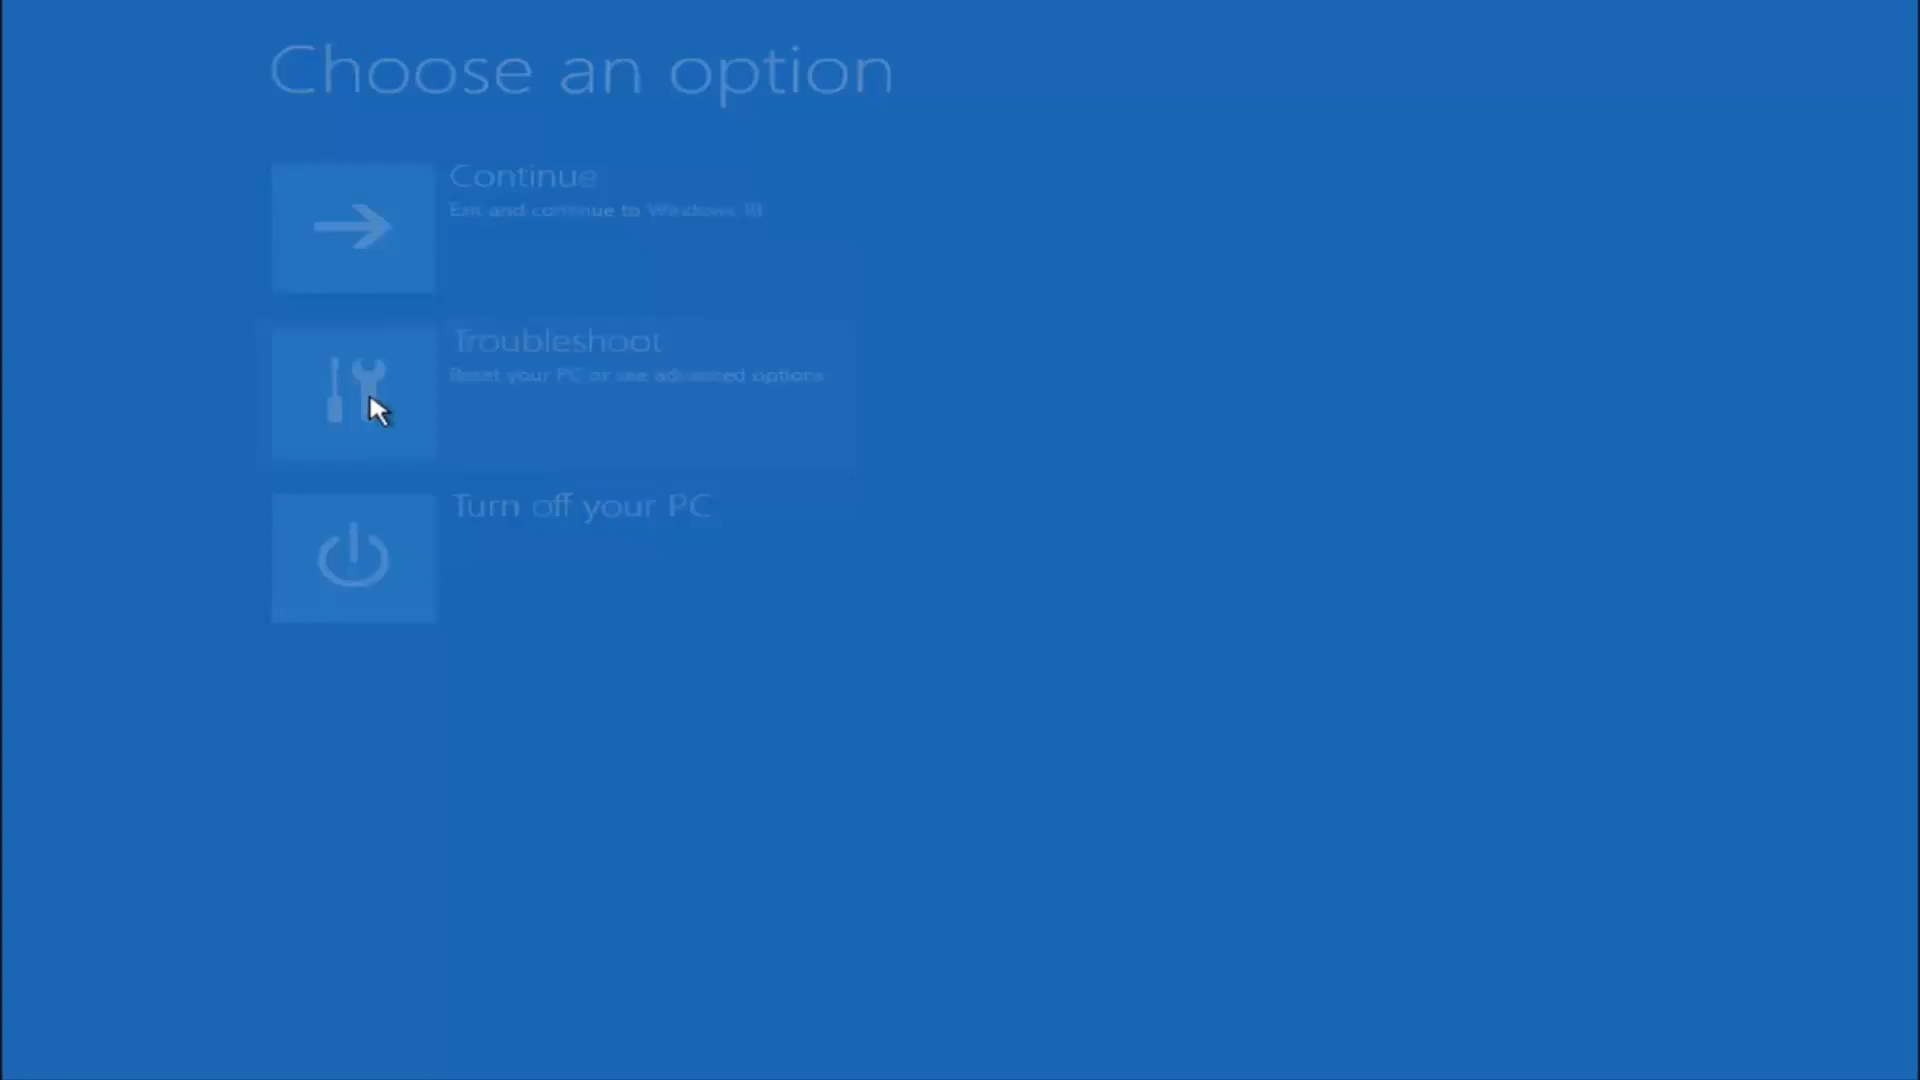 Choose an option
Continue
Exit and continue to Windows 10
Troubleshoot
Reset your PC or see advanced options
Turn off your PC